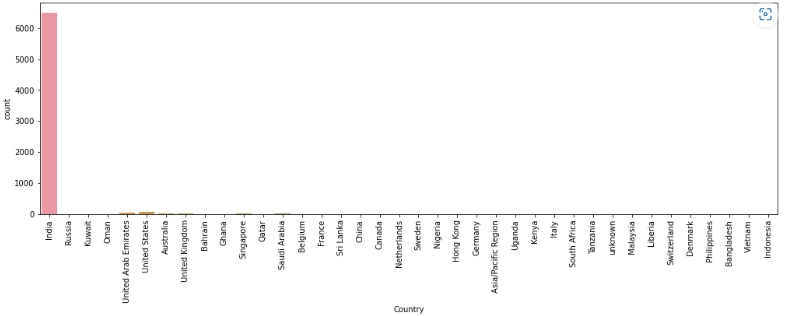 6000
5000
4000
3000
2000
1000
0
count
India
Russia
Kuwait
Oman
United Arab Emirates
United States
Australia
United Kingdom
Bahrain
Ghana
Singapore
Qatar
Saudi Arabia
Belgium
France
Sri Lanka
China
Canada
Netherlands
Sweden
Nigeria
Hong Kong
Germany
Asia/Pacific Region
Uganda
Kenya
Italy
South Africa
Tanzania
unknown
Malaysia
Liberia
Switzerland
Denmark
Philippines
Bangladesh
Vietnam
Indonesia
Country